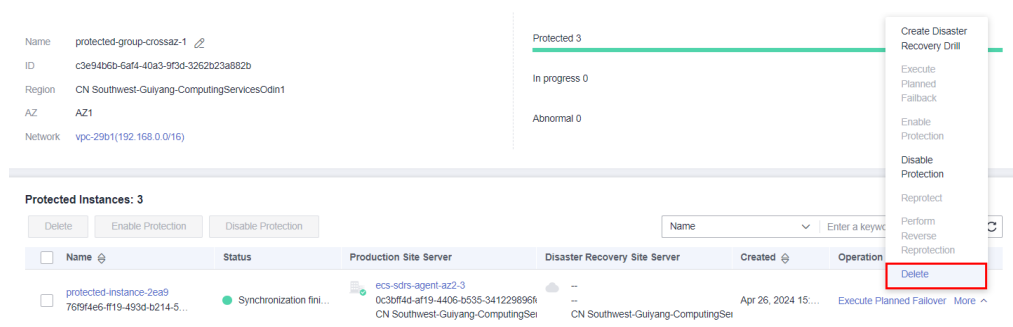 Name protected-group-crossaz-1
ID c3e94b6b-6af4-40a3-9f3d-3262b23a882b
Region CN Southwest-Guiyang-ComputingServicesOdin1
AZ AZ1
Network vpc-29b1(192.168.0.0/16)
Protected 3
In progress 0
Abnormal 0
Create Disaster
Recovery Drill
Execute
Planned
Failback
Enable
Protection
Disable
Protection
Reprotect
Perform
Reverse
Reprotection
Delete
Protected Instances: 3
Delete Enable Protection Disable Protection
Name Enter a keywo
Name Status Production Site Server Disaster Recovery Site Server Created Operation
protected-instance-2ea9
76f9f4e6-ff19-493d-b214-5...
Synchronization fini...
ecs-sdrs-agent-az2-3
0c3bff4d-af19-4406-b535-341229896f
CN Southwest-Guiyang-ComputingSer
--
--
CN Southwest-Guiyang-ComputingSer
Apr 26, 2024 15:...
Execute Planned Failover More